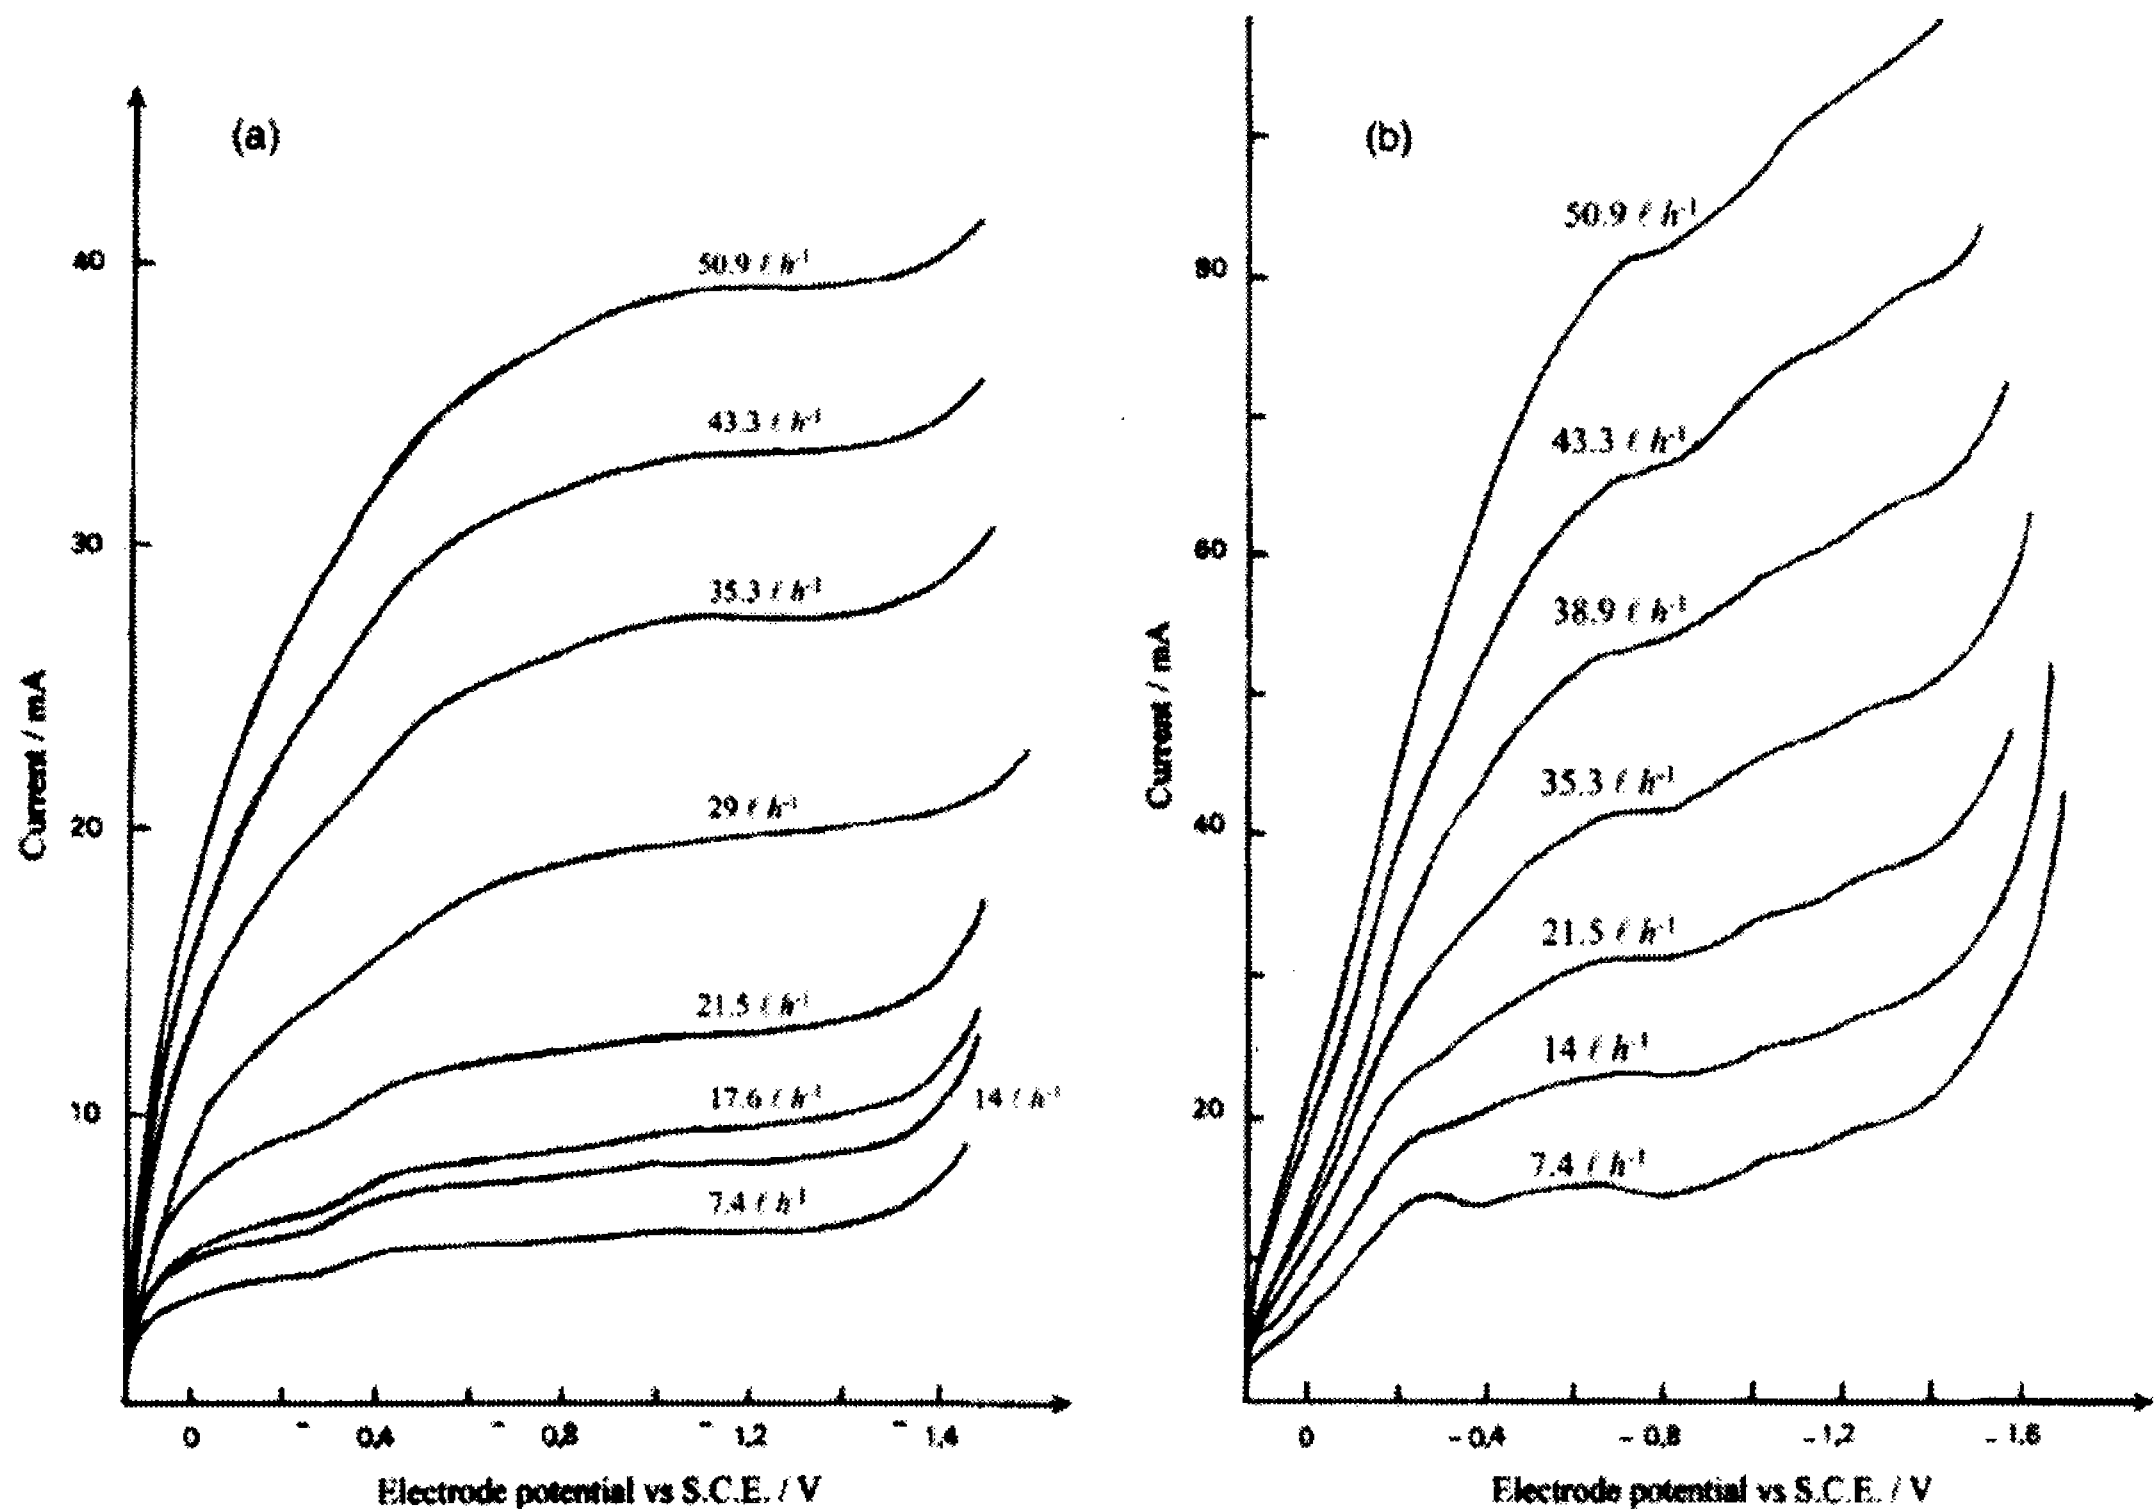 (a)
50.9 ℓ h⁻¹
40
43.3 ℓ h⁻¹
30
35.3 ℓ h⁻¹
29 ℓ h⁻¹
20
21.5 ℓ h⁻¹
17.6 ℓ h⁻¹
14 ℓ h⁻¹
10
7.4 ℓ h⁻¹
Current / mA
0 - 0,4 - 0,8 - 1,2 - 1,4
Electrode potential vs S.C.E. / V
(b)
50.9 ℓ h⁻¹
80
43.3 ℓ h⁻¹
60
38.9 ℓ h⁻¹
35.3 ℓ h⁻¹
40
21.5 ℓ h⁻¹
14 ℓ h⁻¹
20
7.4 ℓ h⁻¹
Current / mA
0 - 0,4 - 0,8 - 1,2 - 1,6
Electrode potential vs S.C.E. / V